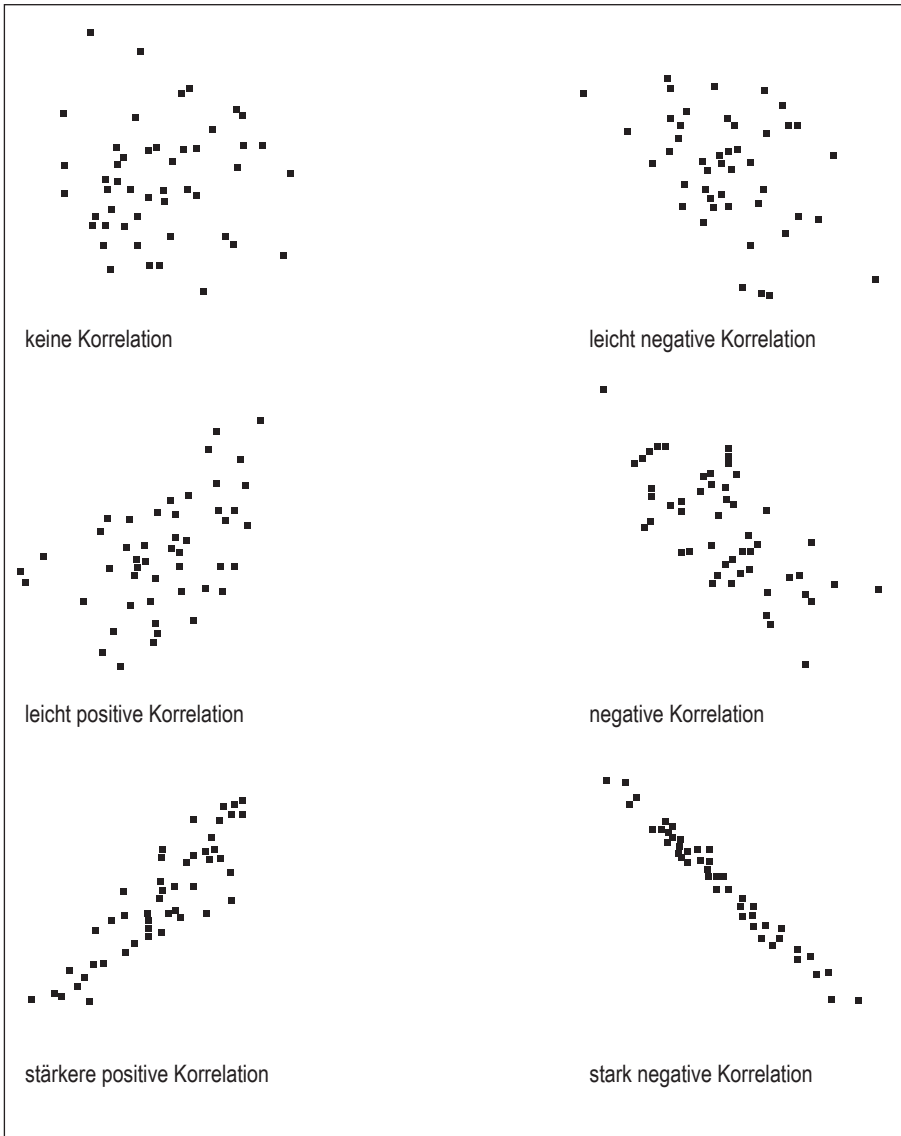 keine Korrelation
leicht negative Korrelation
leicht positive Korrelation
negative Korrelation
stärkere positive Korrelation
stark negative Korrelation